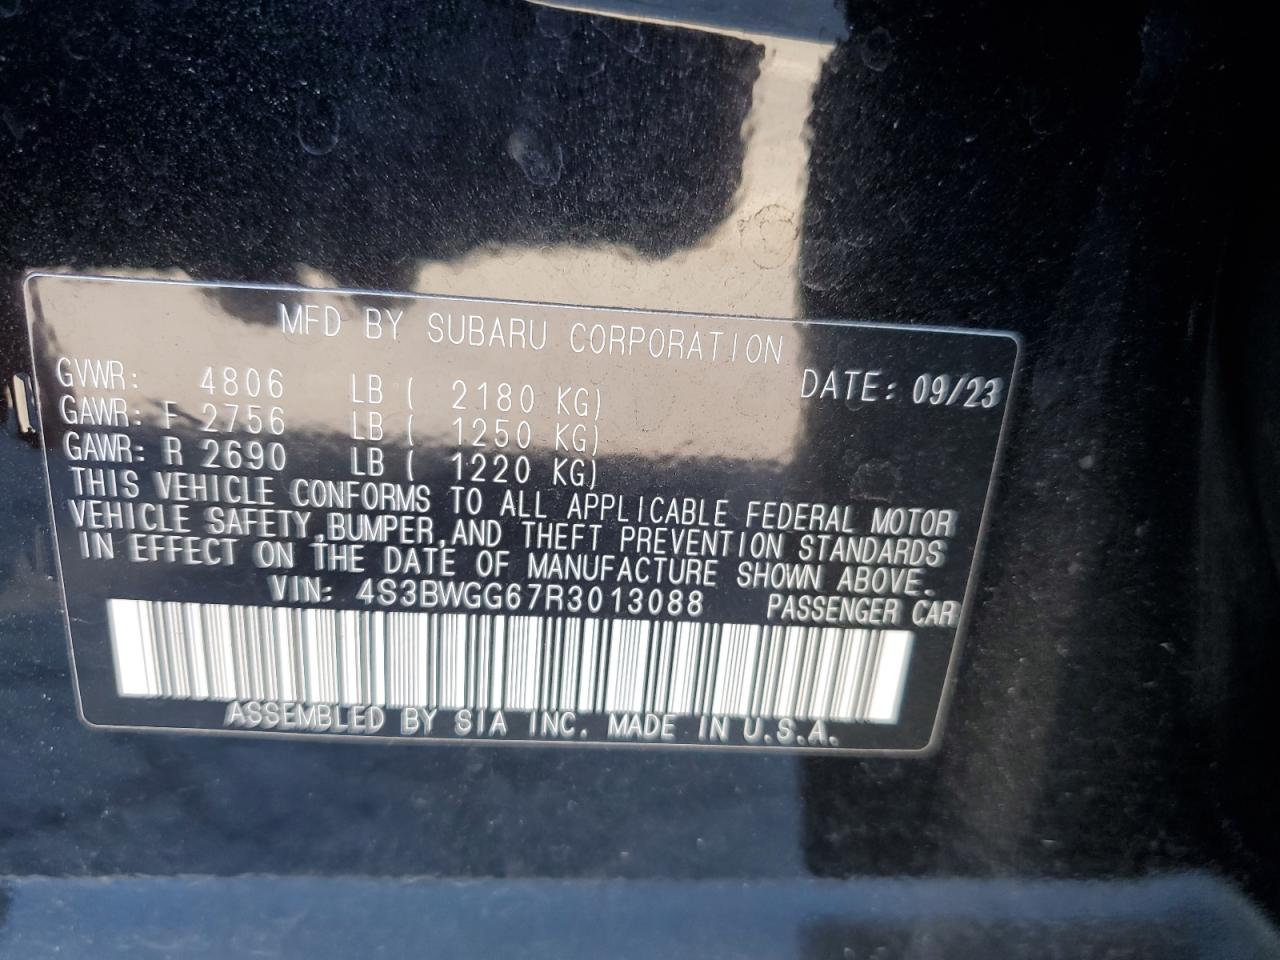 MFD BY SUBARU CORPORATION
GVWR: 4806 LB ( 2180 KG) DATE: 09/23
GAWR: F 2756 LB ( 1250 KG)
GAWR: R 2690 LB ( 1220 KG)
THIS VEHICLE CONFORMS TO ALL APPLICABLE FEDERAL MOTOR
VEHICLE SAFETY,BUMPER,AND THEFT PREVENTION STANDARDS
IN EFFECT ON THE DATE OF MANUFACTURE SHOWN ABOVE.
VIN: 4S3BWGG67R3013088 PASSENGER CAR
ASSEMBLED BY SIA INC. MADE IN U.S.A.